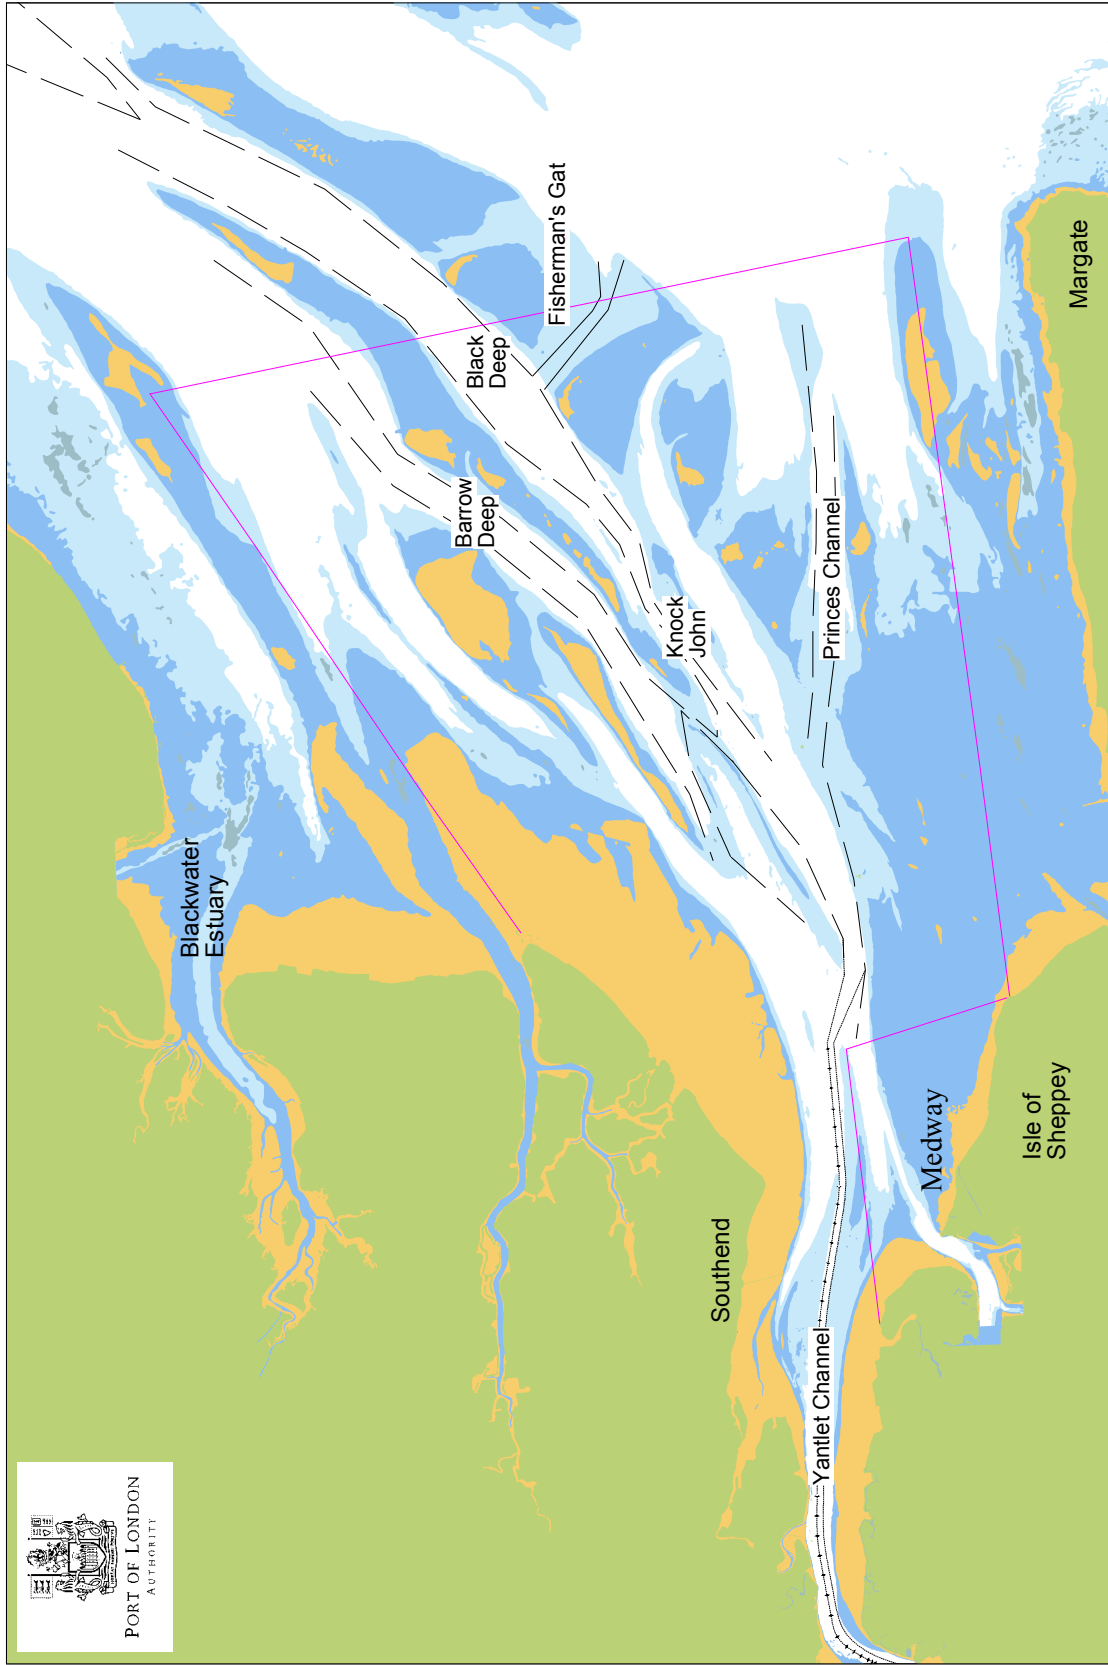 PORT OF LONDON
AUTHORITY
Blackwater
Estuary
Barrow
Deep
Black
Deep
Fisherman's Gat
Knock
John
Princes Channel
Margate
Southend
Yantlet Channel
Medway
Isle of
Sheppey